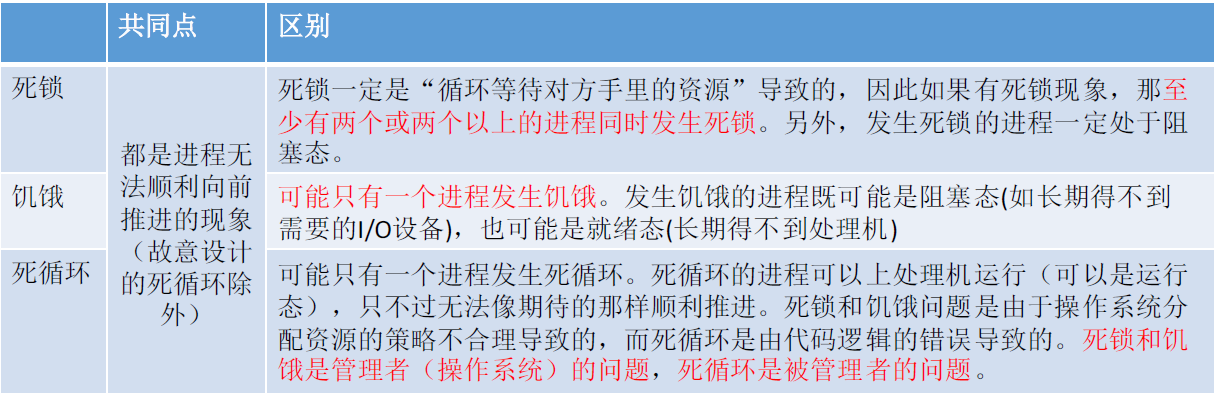 共同点 区别
死锁
死锁一定是“循环等待对方手里的资源”导致的，因此如果有死锁现象，那至
少有两个或两个以上的进程同时发生死锁。另外，发生死锁的进程一定处于阻
塞态。
都是进程无
法顺利向前
推进的现象
（故意设计
的死循环除
外）
饥饿
可能只有一个进程发生饥饿。发生饥饿的进程既可能是阻塞态(如长期得不到
需要的I/O设备)，也可能是就绪态(长期得不到处理机)
死循环
可能只有一个进程发生死循环。死循环的进程可以上处理机运行（可以是运行
态），只不过无法像期待的那样顺利推进。死锁和饥饿问题是由于操作系统分
配资源的策略不合理导致的，而死循环是由代码逻辑的错误导致的。死锁和饥
饿是管理者（操作系统）的问题，死循环是被管理者的问题。